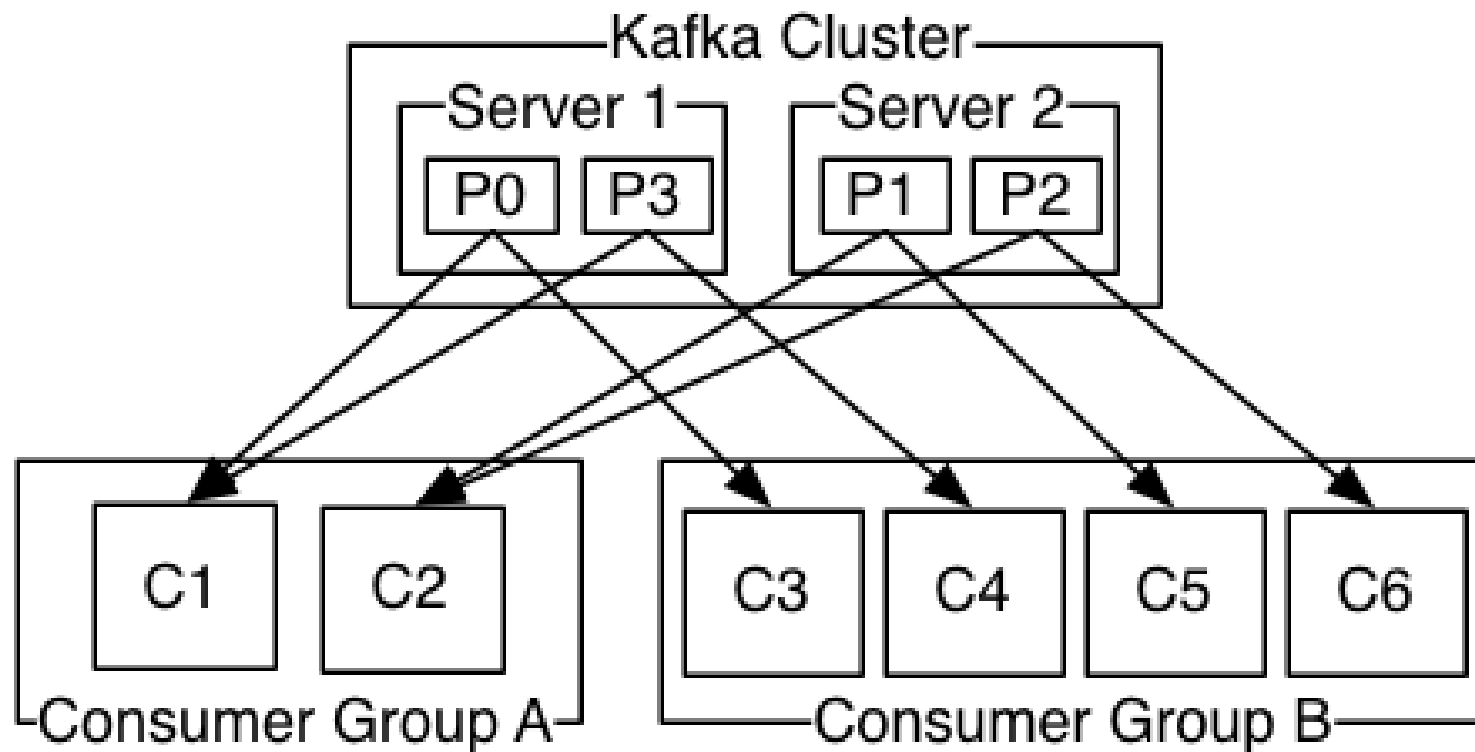 Kafka Cluster
Server 1
Server 2
P0
P3
P1
P2
C1
C2
C3
C4
C5
C6
Consumer Group A
Consumer Group B